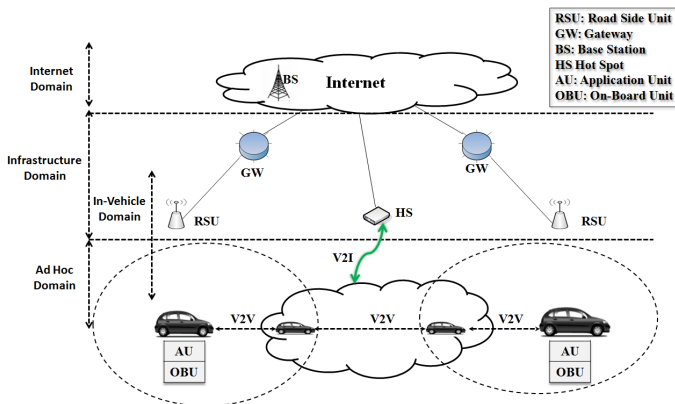 RSU: Road Side Unit
GW: Gateway
BS: Base Station
HS Hot Spot
AU: Application Unit
OBU: On-Board Unit
Internet
Domain
BS
Internet
Infrastructure
Domain
GW
GW
In-Vehicle
Domain
RSU
HS
RSU
Ad Hoc
Domain
V2I
V2V
V2V
V2V
AU
OBU
AU
OBU